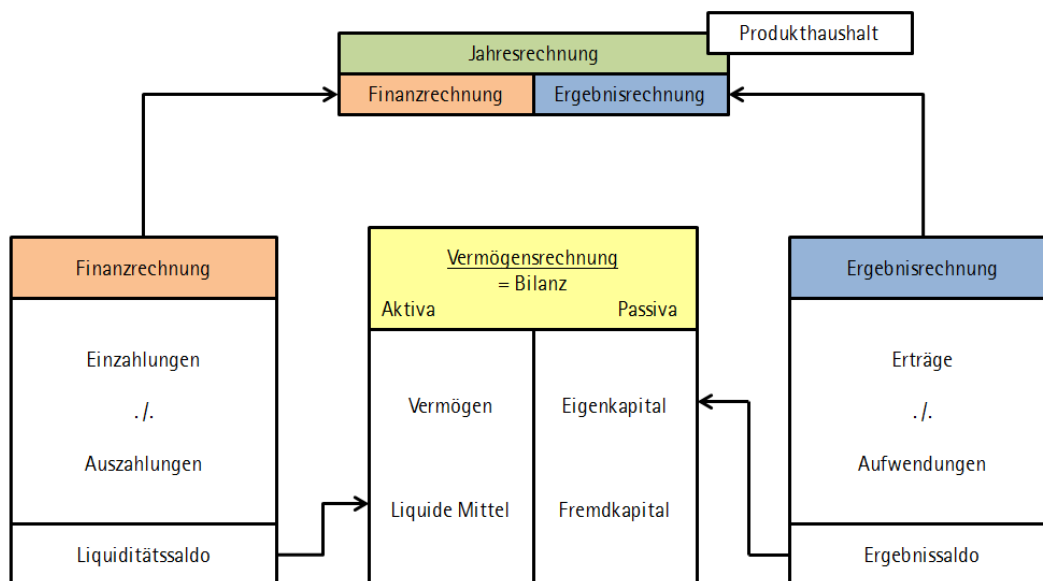 Produkthaushalt
Jahresrechnung
Finanzrechnung
Ergebnisrechnung
Finanzrechnung
Einzahlungen
./.
Auszahlungen
Liquiditätssaldo
Vermögensrechnung
= Bilanz
Aktiva
Passiva
Vermögen
Eigenkapital
Liquide Mittel
Fremdkapital
Ergebnisrechnung
Erträge
./.
Aufwendungen
Ergebnissaldo